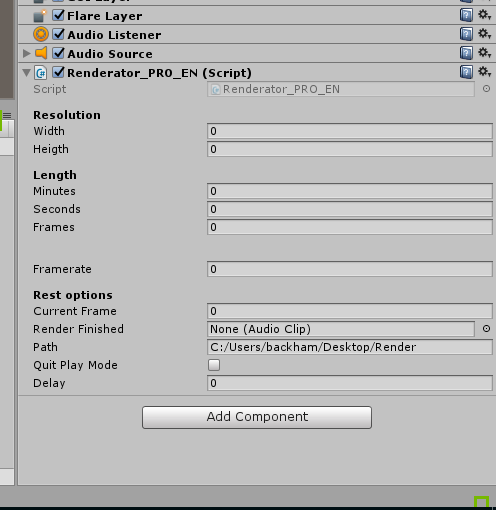 Flare Layer
Audio Listener
Audio Source
Renderator_PRO_EN (Script)
Script Renderator_PRO_EN
Resolution
Width 0
Heigth 0
Length
Minutes 0
Seconds 0
Frames 0
Framerate 0
Rest options
Current Frame 0
Render Finished None (Audio Clip)
Path C:/Users/backham/Desktop/Render
Quit Play Mode
Delay 0
Add Component